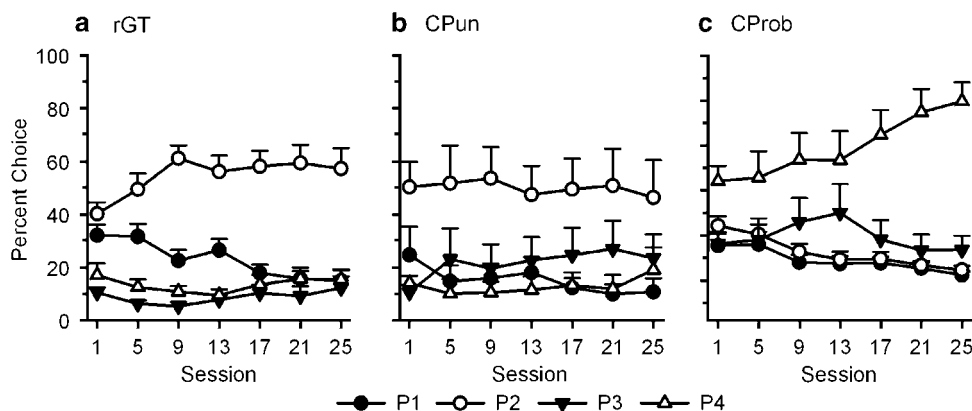 a rGT
b CPun
c CProb
Percent Choice
100
80
60
40
20
0
1 5 9 13 17 21 25
1 5 9 13 17 21 25
1 5 9 13 17 21 25
Session
Session
Session
P1 P2 P3 P4